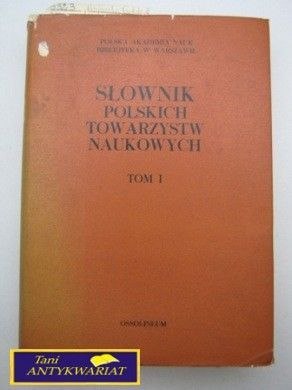 POLSKA AKADEMIA NAUK
BIBLIOTEKA W WARSZAWIE
SŁOWNIK
POLSKICH
TOWARZYSTW
NAUKOWYCH
TOM I
OSSOLINEUM
Tani
ANTYKWARIAT